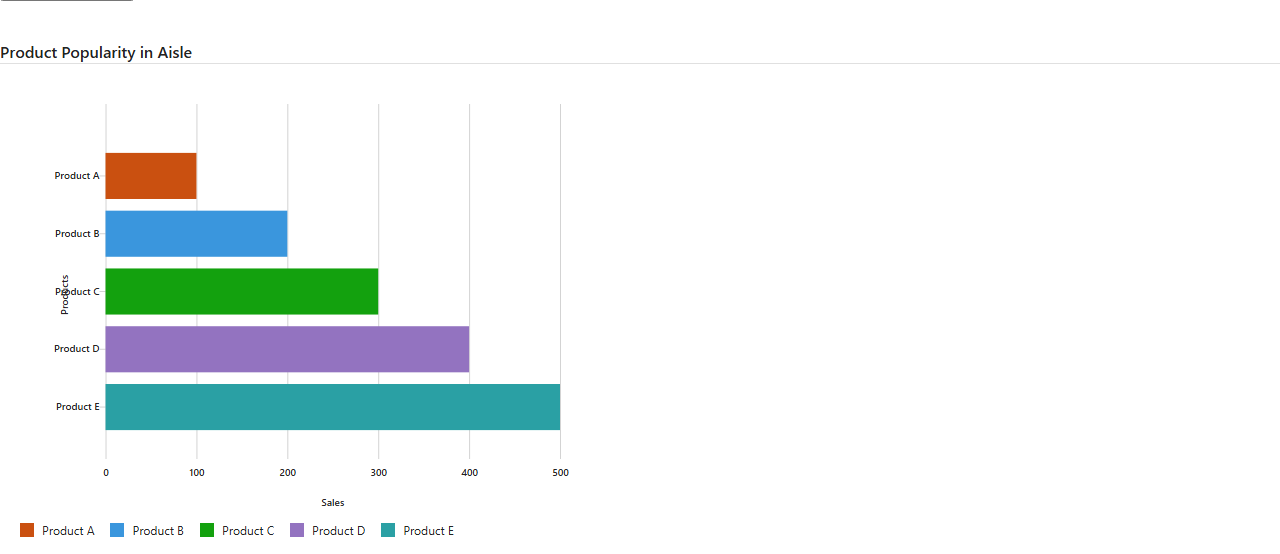 Product Popularity in Aisle
Product A
Product B
Product C
Product D
Product E
Products
0 100 200 300 400 500
Sales
Product A Product B Product C Product D Product E